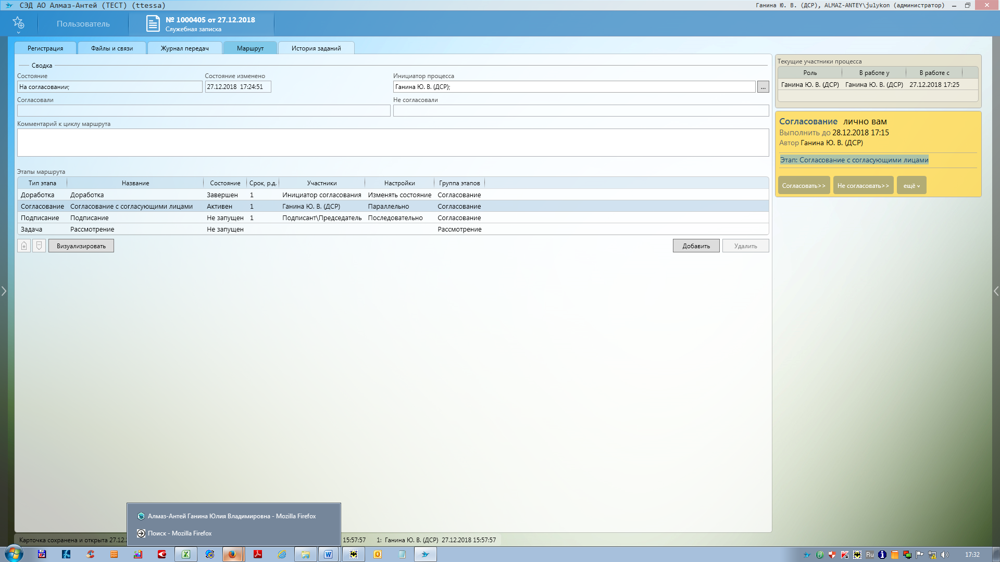 СЭД АО Алмаз-Антей (ТЕСТ) (ttessa)
Ганина Ю. В. (ДСР), ALMAZ-ANTEY\julykon (администратор)
Пользователь
№ 1000405 от 27.12.2018
Служебная записка
Регистрация
Файлы и связи
Журнал передач
Маршрут
История заданий
Сводка
Состояние
Состояние изменено
Инициатор процесса
На согласовании;
27.12.2018 17:24:51
Ганина Ю. В. (ДСР);
...
Согласовали
Не согласовали
Комментарий к циклу маршрута
Этапы маршрута
Тип этапа Название Состояние Срок, р.д. Участники Настройки Группа этапов
Доработка Доработка Завершен 1 Инициатор согласования Изменять состояние Согласование
Согласование Согласование с согласующими лицами Активен 1 Ганина Ю. В. (ДСР) Параллельно Согласование
Подписание Подписание Не запущен 1 Подписант\Председатель Последовательно Согласование
Задача Рассмотрение Не запущен Рассмотрение
Визуализировать
Добавить
Удалить
Текущие участники процесса
Роль В работе у В работе с
Ганина Ю. В. (ДСР) Ганина Ю. В. (ДСР) 27.12.2018 17:25
Согласование лично вам
Выполнить до 28.12.2018 17:15
Автор Ганина Ю. В. (ДСР)
Этап: Согласование с согласующими лицами
Согласовать>>
Не согласовать>>
ещё
Алмаз-Антей Ганина Юлия Владимировна - Mozilla Firefox
Поиск - Mozilla Firefox
Карточка сохранена и открыта 27.12. 15:57:57 1: Ганина Ю. В. (ДСР) 27.12.2018 15:57:57
Ru
17:32